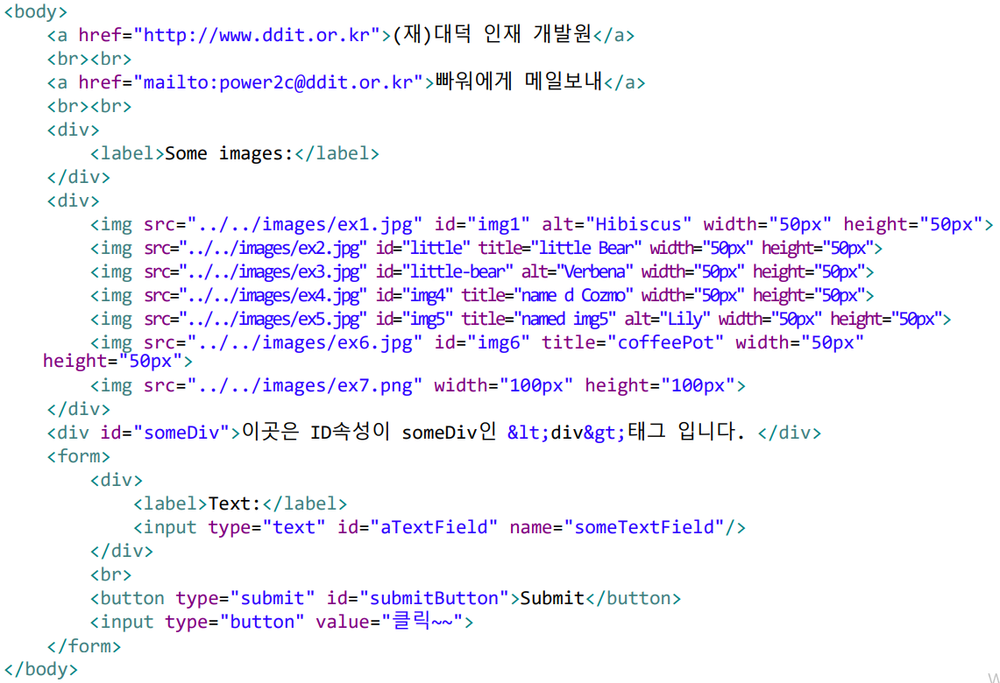 <body>
<a href="http://www.ddit.or.kr">(재)대덕 인재 개발원</a>
<br><br>
<a href="mailto:power2c@ddit.or.kr">빠워에게 메일보내</a>
<br><br>
<div>
<label>Some images:</label>
</div>
<div>
<img src="../../images/ex1.jpg" id="img1" alt="Hibiscus" width="50px" height="50px">
<img src="../../images/ex2.jpg" id="little" title="little Bear" width="50px" height="50px">
<img src="../../images/ex3.jpg" id="little-bear" alt="Verbena" width="50px" height="50px">
<img src="../../images/ex4.jpg" id="img4" title="name d Cozmo" width="50px" height="50px">
<img src="../../images/ex5.jpg" id="img5" title="named img5" alt="Lily" width="50px" height="50px">
<img src="../../images/ex6.jpg" id="img6" title="coffeePot" width="50px"
height="50px">
<img src="../../images/ex7.png" width="100px" height="100px">
</div>
<div id="someDiv">이곳은 ID속성이 someDiv인 &lt;div&gt;태그 입니다. </div>
<form>
<div>
<label>Text:</label>
<input type="text" id="aTextField" name="someTextField"/>
</div>
<br>
<button type="submit" id="submitButton">Submit</button>
<input type="button" value="클릭~~">
</form>
</body>